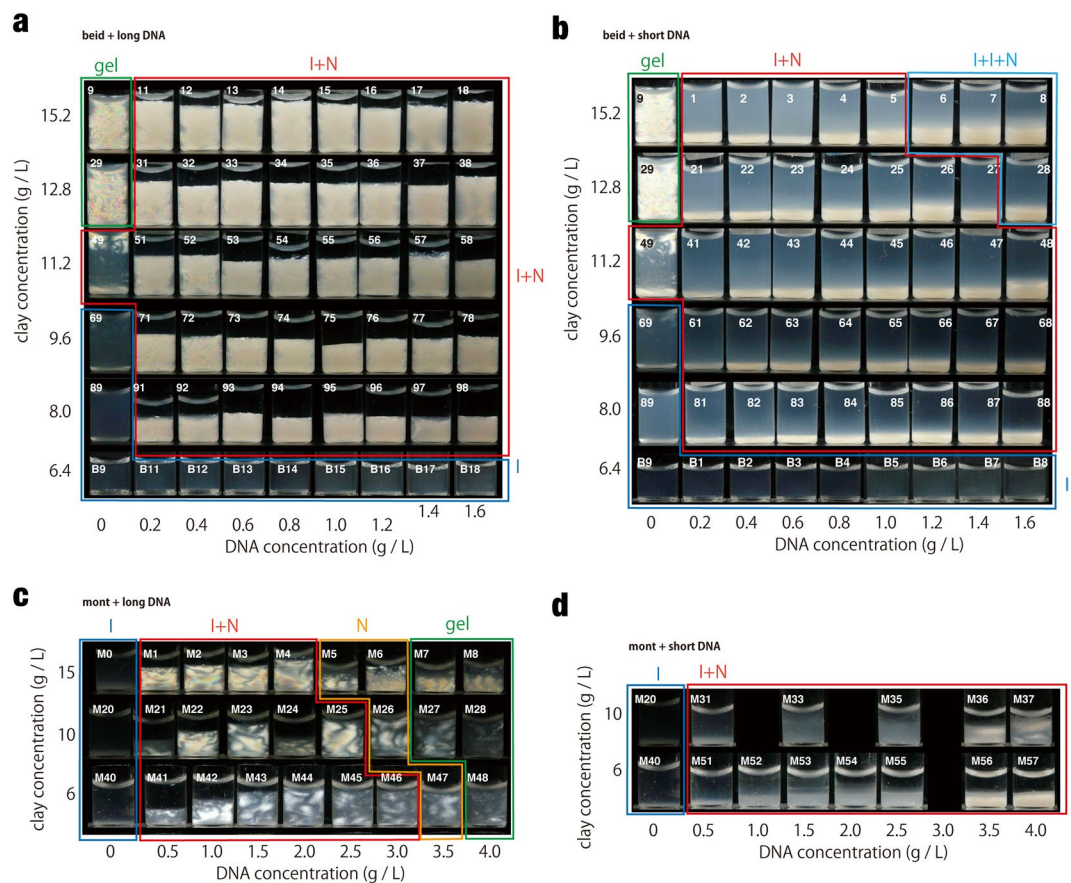 a
beid + long DNA
gel
I+N
15.2
9 11 12 13 14 15 16 17 18
12.8
29 31 32 33 34 35 36 37 38
11.2
49 51 52 53 54 55 56 57 58
I+N
9.6
69 71 72 73 74 75 76 77 78
8.0
89 91 92 93 94 95 96 97 98
6.4
B9 B11 B12 B13 B14 B15 B16 B17 B18
I
clay concentration (g / L)
0 0.2 0.4 0.6 0.8 1.0 1.2 1.4 1.6
DNA concentration (g / L)
b
beid + short DNA
gel
I+N
I+I+N
15.2
9 1 2 3 4 5 6 7 8
12.8
29 21 22 23 24 25 26 27 28
11.2
49 41 42 43 44 45 46 47 48
9.6
69 61 62 63 64 65 66 67 68
8.0
89 81 82 83 84 85 86 87 88
6.4
B9 B1 B2 B3 B4 B5 B6 B7 B8
I
clay concentration (g / L)
0 0.2 0.4 0.6 0.8 1.0 1.2 1.4 1.6
DNA concentration (g / L)
c
mont + long DNA
I
I+N
N
gel
15
M0 M1 M2 M3 M4 M5 M6 M7 M8
10
M20 M21 M22 M23 M24 M25 M26 M27 M28
6
M40 M41 M42 M43 M44 M45 M46 M47 M48
clay concentration (g / L)
0 0.5 1.0 1.5 2.0 2.5 3.0 3.5 4.0
DNA concentration (g / L)
d
mont + short DNA
I
I+N
10
M20 M31 M33 M35 M36 M37
6
M40 M51 M52 M53 M54 M55 M56 M57
clay concentration (g / L)
0 0.5 1.0 1.5 2.0 2.5 3.0 3.5 4.0
DNA concentration (g / L)